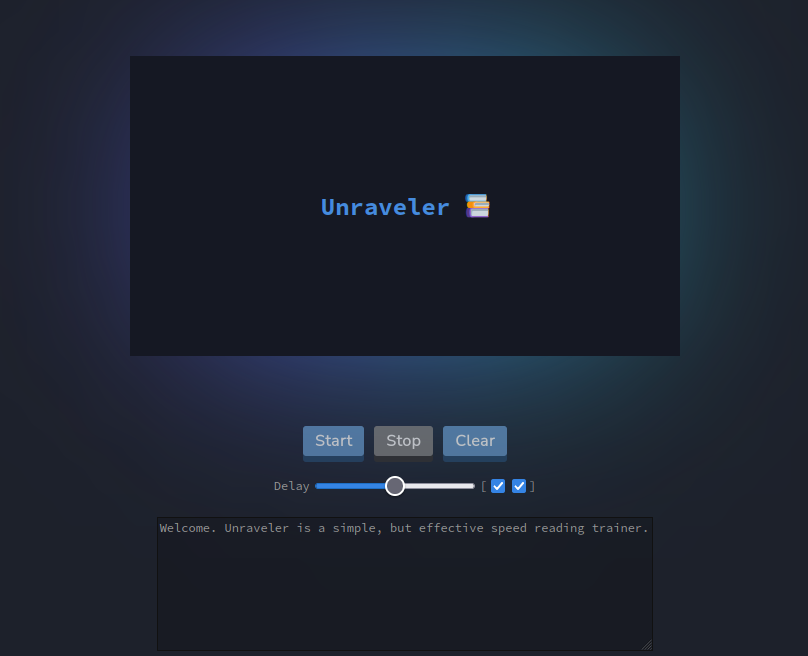 Unraveler 📚
Start Stop Clear
Delay [ ]
Welcome. Unraveler is a simple, but effective speed reading trainer.